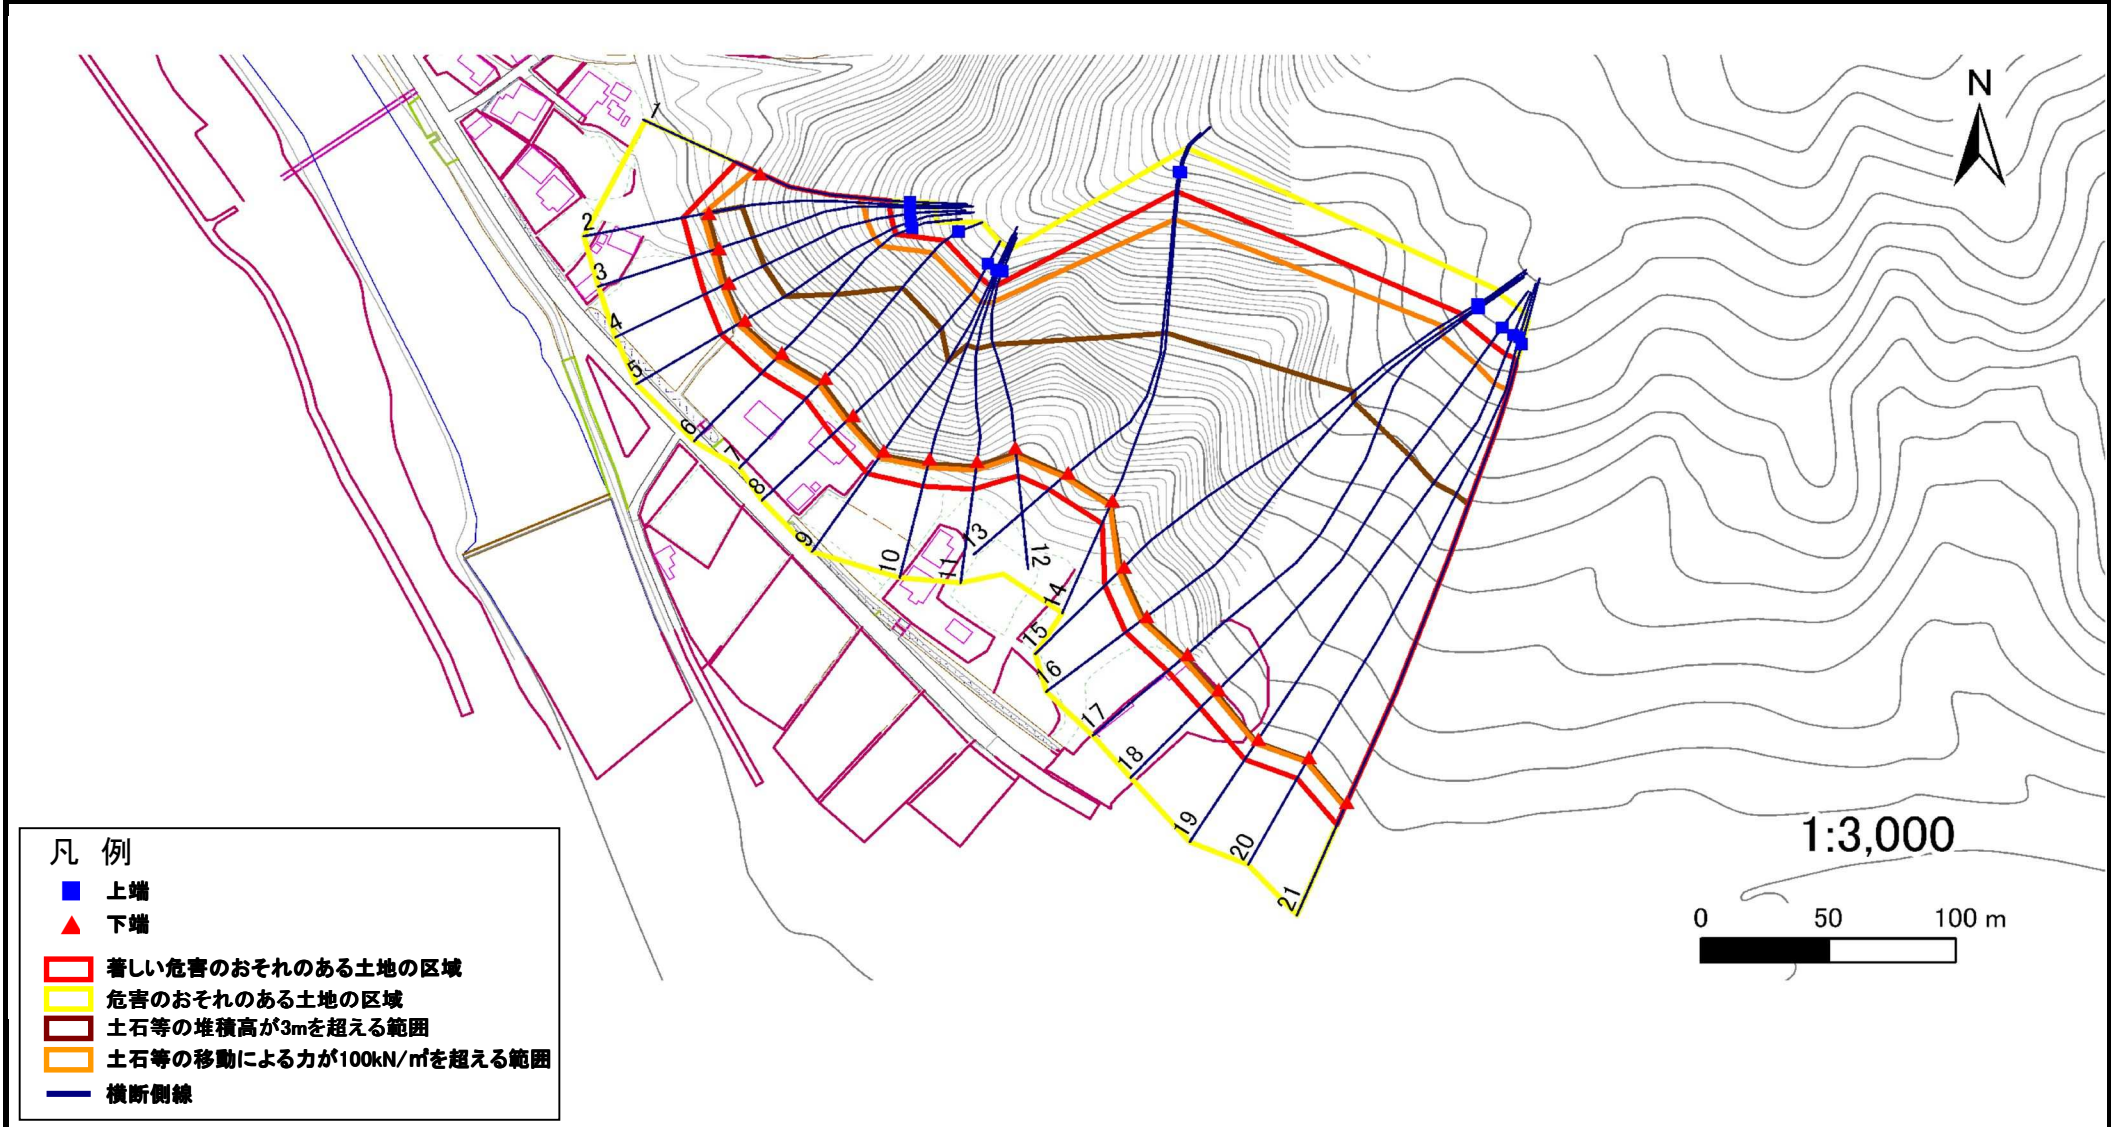 N
1
2
3
4
5
6
7
8
9
10
11
13
12
14
15
16
17
18
19
20
21
1:3,000
0 50 100 m
凡 例
上端
下端
著しい危害のおそれのある土地の区域
危害のおそれのある土地の区域
土石等の堆積高が3mを超える範囲
土石等の移動による力が100kN/㎡を超える範囲
横断側線